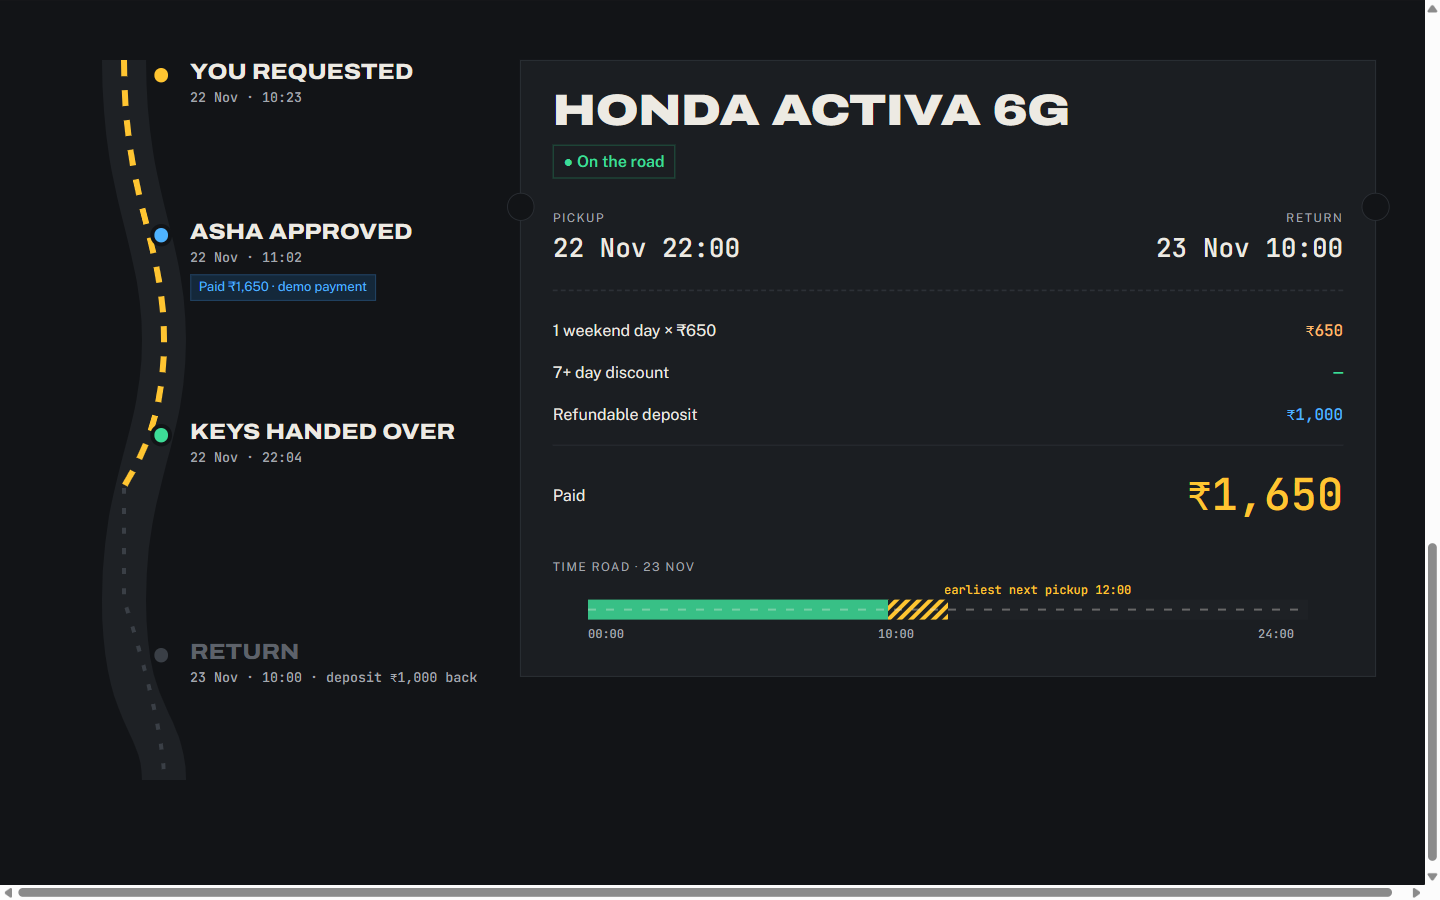 YOU REQUESTED
22 Nov · 10:23
ASHA APPROVED
22 Nov · 11:02
Paid ₹1,650 · demo payment
KEYS HANDED OVER
22 Nov · 22:04
RETURN
23 Nov · 10:00 · deposit ₹1,000 back
HONDA ACTIVA 6G
On the road
PICKUP
22 Nov 22:00
RETURN
23 Nov 10:00
1 weekend day × ₹650
₹650
7+ day discount
—
Refundable deposit
₹1,000
Paid
₹1,650
TIME ROAD · 23 NOV
earliest next pickup 12:00
00:00
10:00
24:00